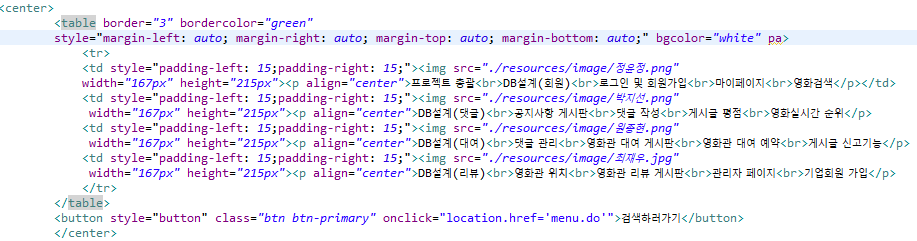 <center>
<table border="3" bordercolor="green"
style="margin-left: auto; margin-right: auto; margin-top: auto; margin-bottom: auto;" bgcolor="white" pa>
<tr>
<td style="padding-left: 15;padding-right: 15;"><img src="./resources/image/정윤정.png"
width="167px" height="215px"><p align="center">프로젝트 총괄<br>DB설계(회원)<br>로그인 및 회원가입<br>마이페이지<br>영화검색</p></td>
<td style="padding-left: 15;padding-right: 15;"><img src="./resources/image/박지선.png"
width="167px" height="215px"><p align="center">DB설계(댓글)<br>공지사항 게시판<br>댓글 작성<br>게시글 평점<br>영화실시간 순위</p>
<td style="padding-left: 15;padding-right: 15;"><img src="./resources/image/원종현.png"
width="167px" height="215px"><p align="center">DB설계(대여)<br>댓글 관리<br>영화관 대여 게시판<br>영화관 대여 예약<br>게시글 신고기능</p>
<td style="padding-left: 15;padding-right: 15;"><img src="./resources/image/최재우.jpg"
width="167px" height="215px"><p align="center">DB설계(리뷰)<br>영화관 위치<br>영화관 리뷰 게시판<br>관리자 페이지<br>기업회원 가입</p>
</tr>
</table>
<button style="button" class="btn btn-primary" onclick="location.href='menu.do'">검색하러가기</button>
</center>